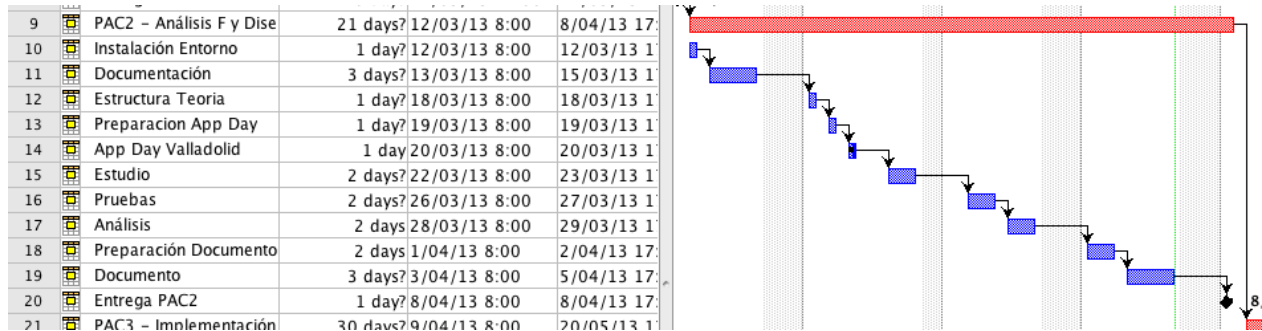 9 PAC2 – Análisis F y Dise 21 days? 12/03/13 8:00 8/04/13 17:
10 Instalación Entorno 1 day? 12/03/13 8:00 12/03/13 1
11 Documentación 3 days? 13/03/13 8:00 15/03/13 1
12 Estructura Teoria 1 day? 18/03/13 8:00 18/03/13 1
13 Preparacion App Day 1 day? 19/03/13 8:00 19/03/13 1
14 App Day Valladolid 1 day 20/03/13 8:00 20/03/13 1
15 Estudio 2 days? 22/03/13 8:00 23/03/13 1
16 Pruebas 2 days? 26/03/13 8:00 27/03/13 1
17 Análisis 2 days 28/03/13 8:00 29/03/13 1
18 Preparación Documento 2 days 1/04/13 8:00 2/04/13 17:
19 Documento 3 days? 3/04/13 8:00 5/04/13 17:
20 Entrega PAC2 1 day? 8/04/13 8:00 8/04/13 17: 8/
21 PAC3 – Implementación 30 days? 9/04/13 8:00 20/05/13 1